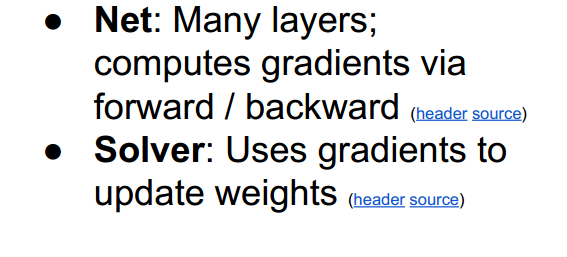 ● Net: Many layers;
computes gradients via
forward / backward (header source)
● Solver: Uses gradients to
update weights (header source)